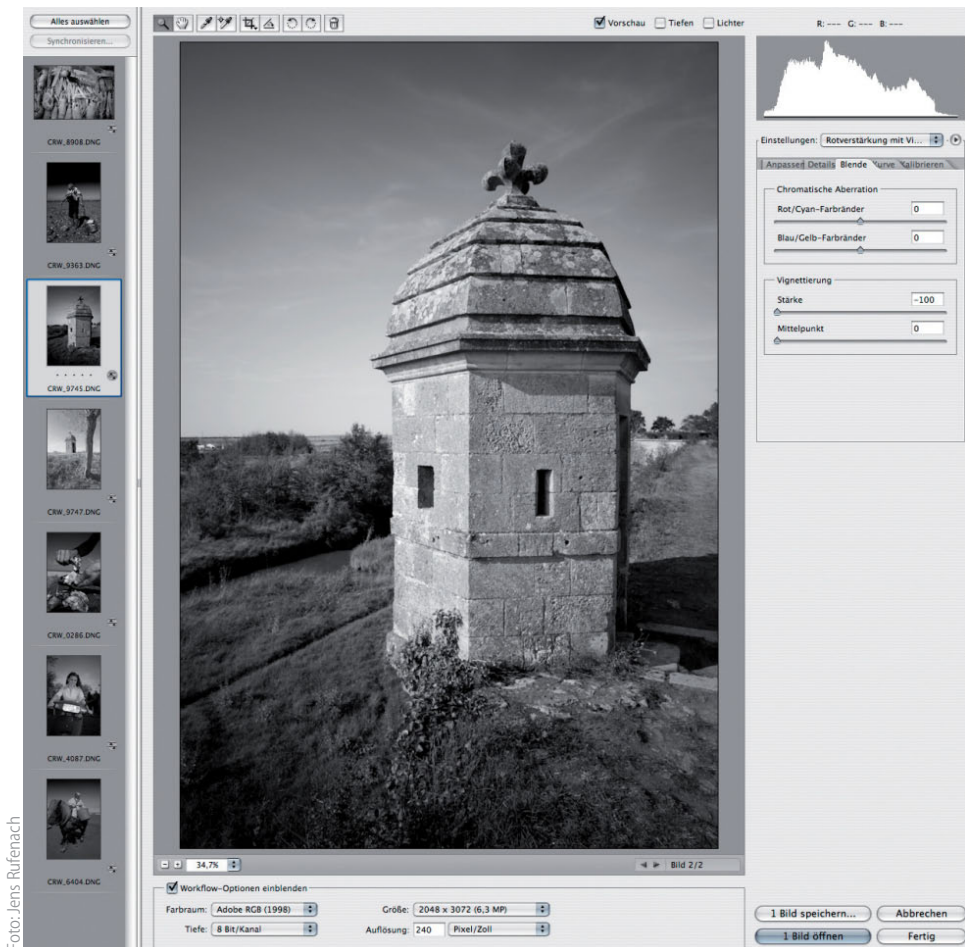 Alles auswählen
Synchronisieren...
CRW_8908.DNG
CRW_9363.DNG
CRW_9745.DNG
CRW_9747.DNG
CRW_0286.DNG
CRW_4087.DNG
CRW_6404.DNG
Foto: Jens Rufenach
Vorschau Tiefen Lichter
R: --- G: --- B: ---
Einstellungen: Rotverstärkung mit Vi...
Anpassen Details Blende Kurve Kalibrieren
Chromatische Aberration
Rot/Cyan-Farbränder 0
Blau/Gelb-Farbränder 0
Vignettierung
Stärke -100
Mittelpunkt 0
34,7% Bild 2/2
Workflow-Optionen einblenden
Farbraum: Adobe RGB (1998) Größe: 2048 x 3072 (6,3 MP)
Tiefe: 8 Bit/Kanal Auflösung: 240 Pixel/Zoll
1 Bild speichern... Abbrechen
1 Bild öffnen Fertig